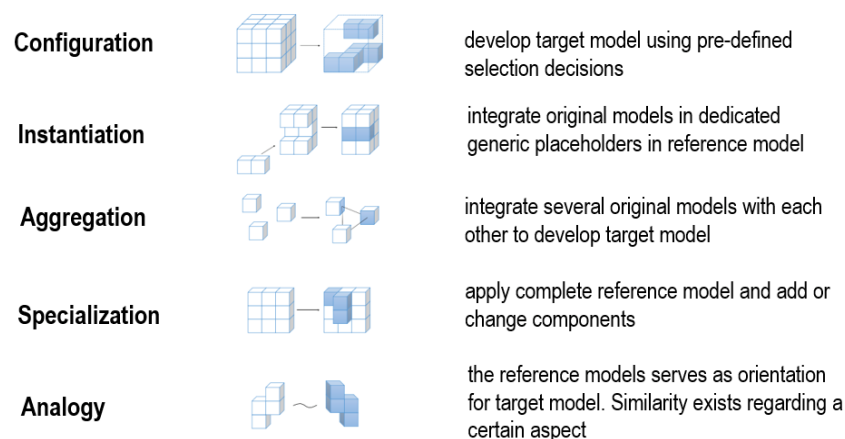 Configuration
develop target model using pre-defined
selection decisions
Instantiation
integrate original models in dedicated
generic placeholders in reference model
Aggregation
integrate several original models with each
other to develop target model
Specialization
apply complete reference model and add or
change components
Analogy
the reference models serves as orientation
for target model. Similarity exists regarding a
certain aspect